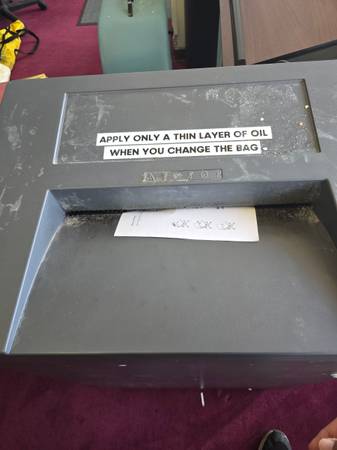 APPLY ONLY A THIN LAYER OF OIL
WHEN YOU CHANGE THE BAG